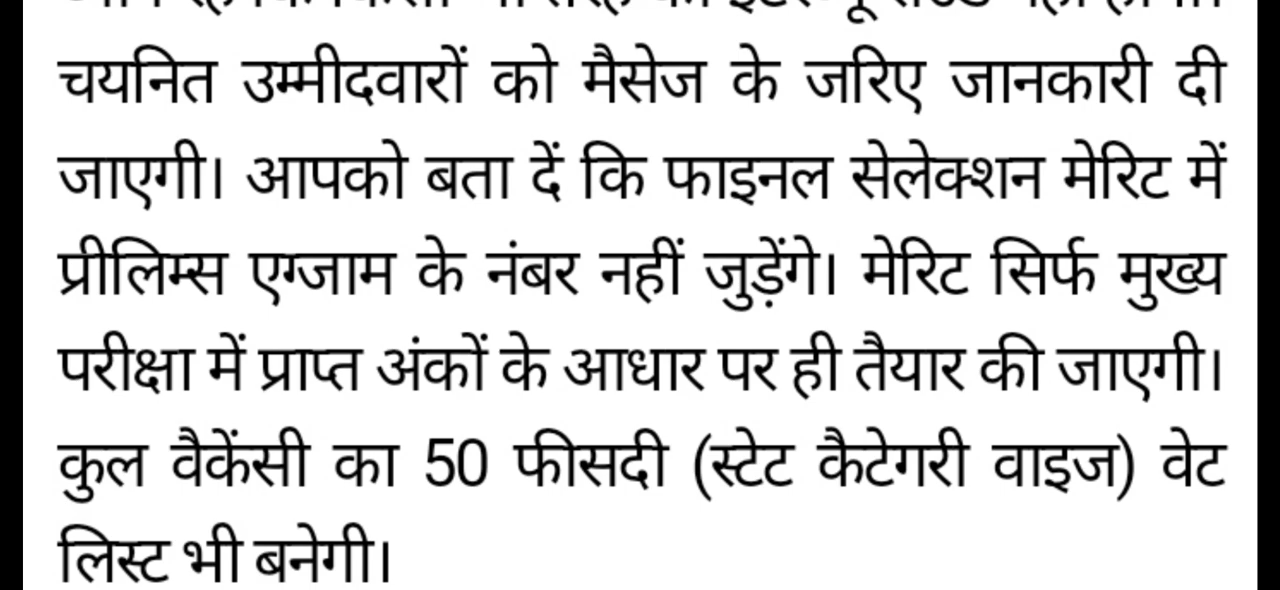 चयनित उम्मीदवारों को मैसेज के जरिए जानकारी दी
जाएगी। आपको बता दें कि फाइनल सेलेक्शन मेरिट में
प्रीलिम्स एग्जाम के नंबर नहीं जुड़ेंगे। मेरिट सिर्फ मुख्य
परीक्षा में प्राप्त अंकों के आधार पर ही तैयार की जाएगी।
कुल वैकेंसी का 50 फीसदी (स्टेट कैटेगरी वाइज) वेट
लिस्ट भी बनेगी।